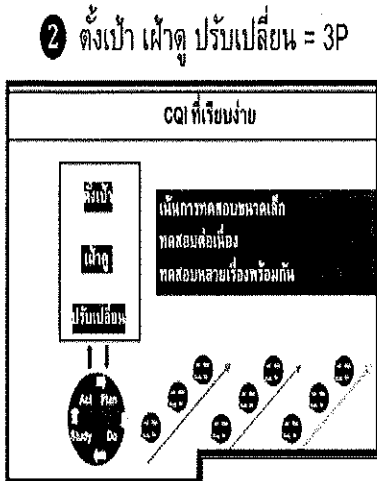 2 ตั้งเป้า เฝ้าดู ปรับเปลี่ยน = 3P
CQI ที่เรียบง่าย
ตั้งเป้า
เฝ้าดู
ปรับเปลี่ยน
เน้นการทดสอบขนาดเล็ก
ทดสอบต่อเนื่อง
ทดสอบหลายเรื่องพร้อมกัน
Act Plan
Study Do